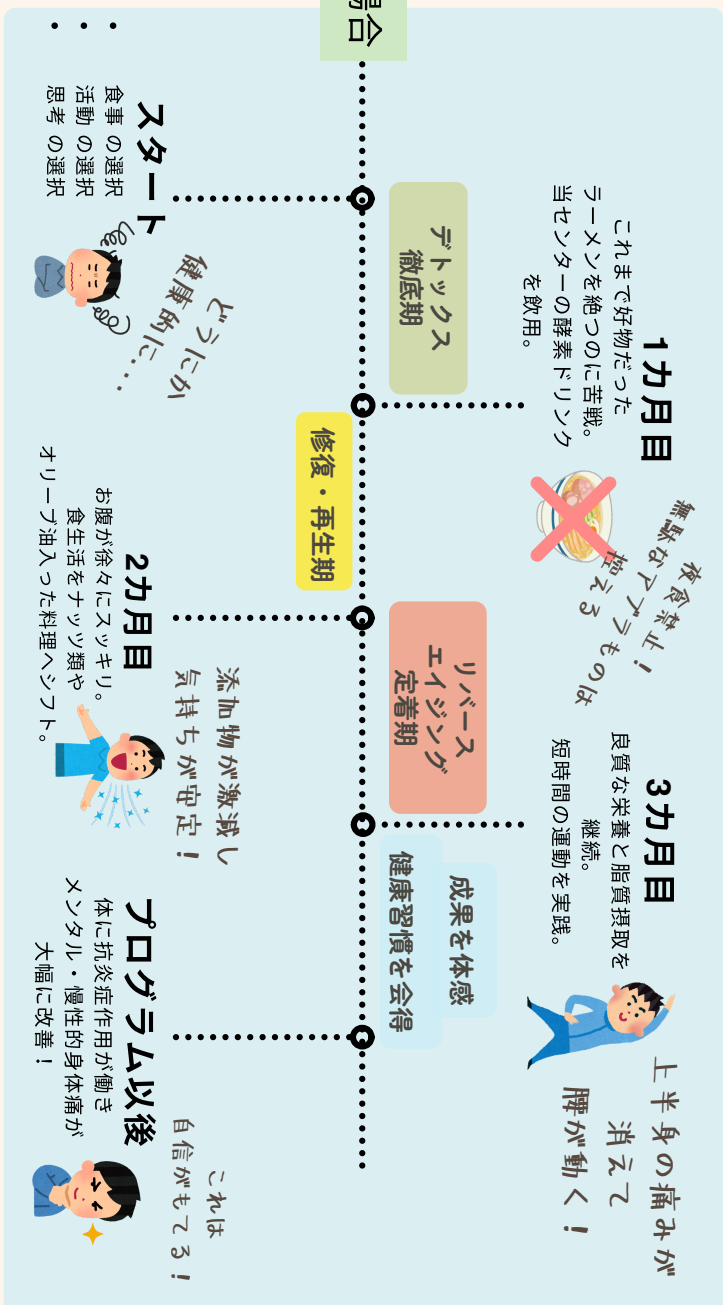 場合
スタート
・食事 の選択
・活動 の選択
・思考 の選択
どうにか
健康的に...
デトックス
徹底期
1カ月目
これまで好物だった
ラーメンを絶つのに苦戦。
当センターの酵素ドリンク
を飲用。
夜食禁止！
無駄なアブラものは
控える
修復・再生期
2カ月目
お腹が徐々にスッキリ。
食生活をナッツ類や
オリーブ油入った料理へシフト。
添加物が激減し
気持ちが安定！
リバース
エイジング
定着期
3カ月目
良質な栄養と脂質摂取を
継続。
短時間の運動を実践。
上半身の痛みが
消えて
腰が動く！
成果を体感
健康習慣を会得
プログラム以後
体に抗炎症作用が働き
メンタル・慢性的身体痛が
大幅に改善！
これは
自信がもてる！